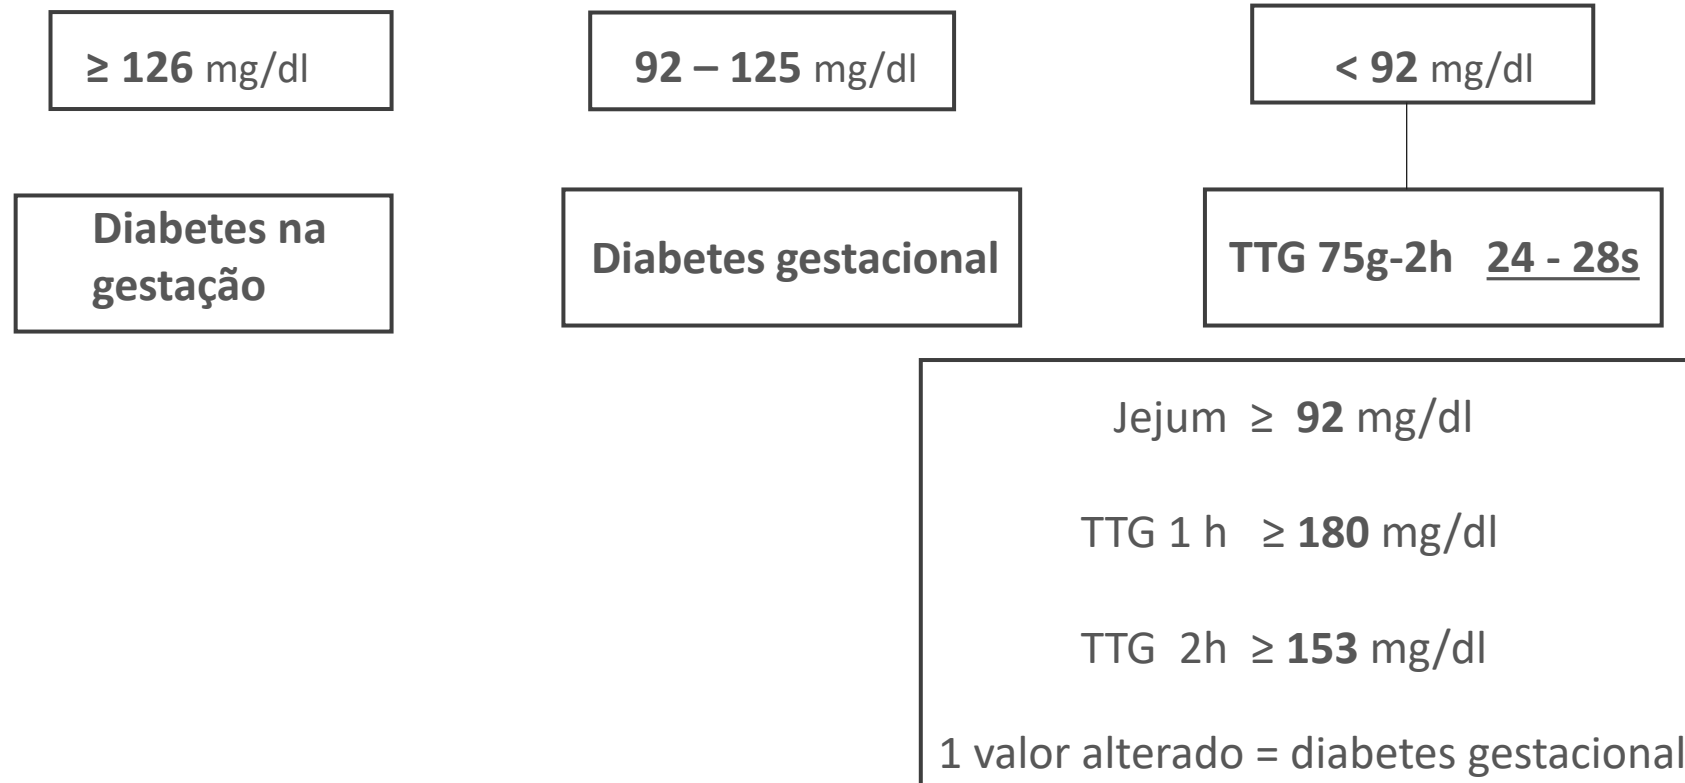 ≥ 126 mg/dl
92 – 125 mg/dl
< 92 mg/dl
Diabetes na
gestação
Diabetes gestacional
TTG 75g-2h 24 - 28s
Jejum ≥ 92 mg/dl
TTG 1 h ≥ 180 mg/dl
TTG 2h ≥ 153 mg/dl
1 valor alterado = diabetes gestacional